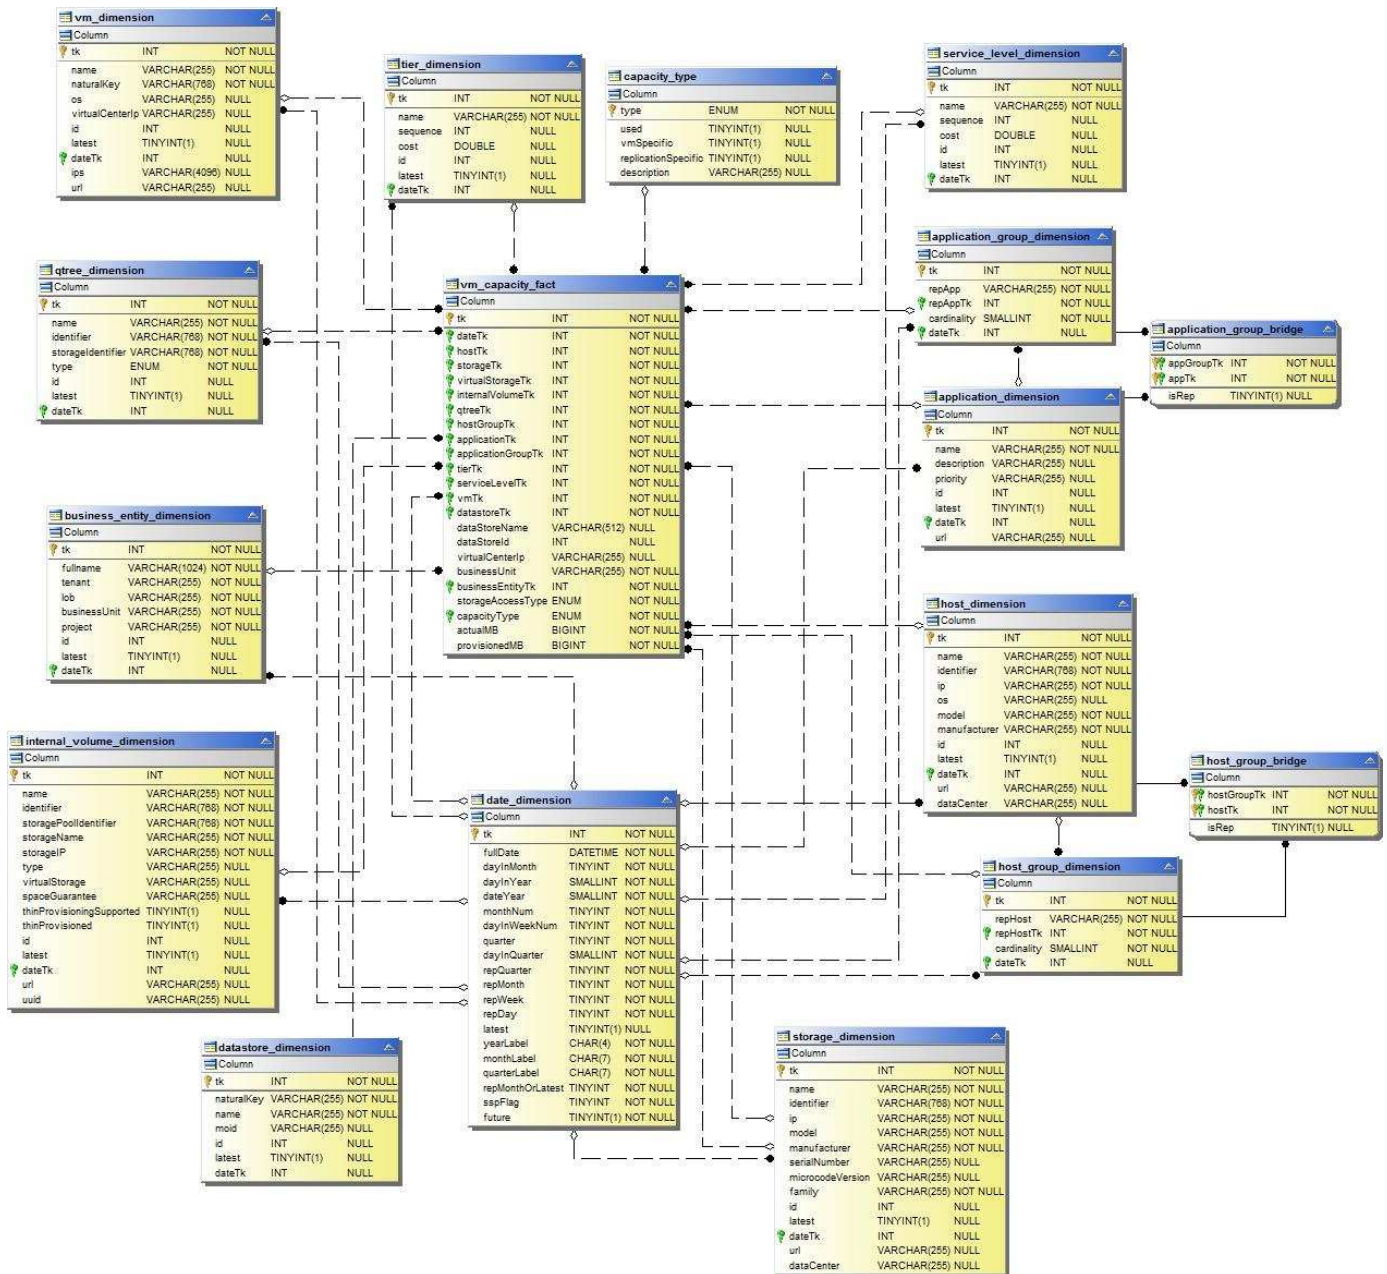 vm_dimension
Column
tk INT NOT NULL
name VARCHAR(255) NOT NULL
naturalKey VARCHAR(768) NOT NULL
os VARCHAR(255) NULL
virtualCenterIp VARCHAR(255) NULL
id INT NULL
latest TINYINT(1) NULL
dateTk INT NULL
ips VARCHAR(4096) NULL
url VARCHAR(255) NULL
tier_dimension
Column
tk INT NOT NULL
name VARCHAR(255) NOT NULL
sequence INT NULL
cost DOUBLE NULL
id INT NULL
latest TINYINT(1) NULL
dateTk INT NULL
capacity_type
Column
type ENUM NOT NULL
used TINYINT(1) NULL
vmSpecific TINYINT(1) NULL
replicationSpecific TINYINT(1) NULL
description VARCHAR(255) NULL
service_level_dimension
Column
tk INT NOT NULL
name VARCHAR(255) NOT NULL
sequence INT NULL
cost DOUBLE NULL
id INT NULL
latest TINYINT(1) NULL
dateTk INT NULL
qtree_dimension
Column
tk INT NOT NULL
name VARCHAR(255) NOT NULL
identifier VARCHAR(768) NOT NULL
storageIdentifier VARCHAR(768) NOT NULL
type ENUM NOT NULL
id INT NULL
latest TINYINT(1) NULL
dateTk INT NULL
vm_capacity_fact
Column
tk INT NOT NULL
dateTk INT NOT NULL
hostTk INT NOT NULL
storageTk INT NOT NULL
virtualStorageTk INT NOT NULL
internalVolumeTk INT NOT NULL
qtreeTk INT NOT NULL
hostGroupTk INT NOT NULL
applicationTk INT NOT NULL
applicationGroupTk INT NOT NULL
tierTk INT NOT NULL
serviceLevelTk INT NOT NULL
vmTk INT NOT NULL
datastoreTk INT NOT NULL
dataStoreName VARCHAR(512) NULL
dataStoreId INT NULL
virtualCenterIp VARCHAR(255) NULL
businessUnit VARCHAR(255) NOT NULL
businessEntityTk INT NOT NULL
storageAccessType ENUM NOT NULL
capacityType ENUM NOT NULL
actualMB BIGINT NOT NULL
provisionedMB BIGINT NOT NULL
application_group_dimension
Column
tk INT NOT NULL
repApp VARCHAR(255) NOT NULL
repAppTk INT NOT NULL
cardinality SMALLINT NOT NULL
dateTk INT NULL
application_group_bridge
Column
appGroupTk INT NOT NULL
appTk INT NOT NULL
isRep TINYINT(1) NULL
application_dimension
Column
tk INT NOT NULL
name VARCHAR(255) NOT NULL
description VARCHAR(255) NULL
priority VARCHAR(255) NULL
id INT NULL
latest TINYINT(1) NULL
dateTk INT NULL
url VARCHAR(255) NULL
business_entity_dimension
Column
tk INT NOT NULL
fullname VARCHAR(1024) NOT NULL
tenant VARCHAR(255) NOT NULL
lob VARCHAR(255) NOT NULL
businessUnit VARCHAR(255) NOT NULL
project VARCHAR(255) NOT NULL
id INT NULL
latest TINYINT(1) NULL
dateTk INT NULL
host_dimension
Column
tk INT NOT NULL
name VARCHAR(255) NOT NULL
identifier VARCHAR(768) NOT NULL
ip VARCHAR(255) NOT NULL
os VARCHAR(255) NULL
model VARCHAR(255) NOT NULL
manufacturer VARCHAR(255) NOT NULL
id INT NULL
latest TINYINT(1) NULL
dateTk INT NULL
url VARCHAR(255) NULL
dataCenter VARCHAR(255) NULL
host_group_bridge
Column
hostGroupTk INT NOT NULL
hostTk INT NOT NULL
isRep TINYINT(1) NULL
internal_volume_dimension
Column
tk INT NOT NULL
name VARCHAR(255) NOT NULL
identifier VARCHAR(768) NOT NULL
storagePoolIdentifier VARCHAR(768) NOT NULL
storageName VARCHAR(255) NOT NULL
storageIP VARCHAR(255) NOT NULL
type VARCHAR(255) NULL
virtualStorage VARCHAR(255) NULL
spaceGuarantee VARCHAR(255) NULL
thinProvisioningSupported TINYINT(1) NULL
thinProvisioned TINYINT(1) NULL
id INT NULL
latest TINYINT(1) NULL
dateTk INT NULL
url VARCHAR(255) NULL
uuid VARCHAR(255) NULL
date_dimension
Column
tk INT NOT NULL
fullDate DATETIME NOT NULL
dayInMonth TINYINT NOT NULL
dayInYear SMALLINT NOT NULL
dateYear SMALLINT NOT NULL
monthNum TINYINT NOT NULL
dayInWeekNum TINYINT NOT NULL
quarter TINYINT NOT NULL
dayInQuarter SMALLINT NOT NULL
repQuarter TINYINT NOT NULL
repMonth TINYINT NOT NULL
repWeek TINYINT NOT NULL
repDay TINYINT NOT NULL
latest TINYINT(1) NULL
yearLabel CHAR(4) NOT NULL
monthLabel CHAR(7) NOT NULL
quarterLabel CHAR(7) NOT NULL
repMonthOrLatest TINYINT NOT NULL
sspFlag TINYINT NOT NULL
future TINYINT(1) NOT NULL
host_group_dimension
Column
tk INT NOT NULL
repHost VARCHAR(255) NOT NULL
repHostTk INT NOT NULL
cardinality SMALLINT NOT NULL
dateTk INT NULL
datastore_dimension
Column
tk INT NOT NULL
naturalKey VARCHAR(255) NOT NULL
name VARCHAR(255) NOT NULL
moid VARCHAR(255) NULL
id INT NULL
latest TINYINT(1) NULL
dateTk INT NULL
storage_dimension
Column
tk INT NOT NULL
name VARCHAR(255) NOT NULL
identifier VARCHAR(768) NOT NULL
ip VARCHAR(255) NOT NULL
model VARCHAR(255) NOT NULL
manufacturer VARCHAR(255) NOT NULL
serialNumber VARCHAR(255) NULL
microcodeVersion VARCHAR(255) NULL
family VARCHAR(255) NOT NULL
id INT NULL
latest TINYINT(1) NULL
dateTk INT NULL
url VARCHAR(255) NULL
dataCenter VARCHAR(255) NULL